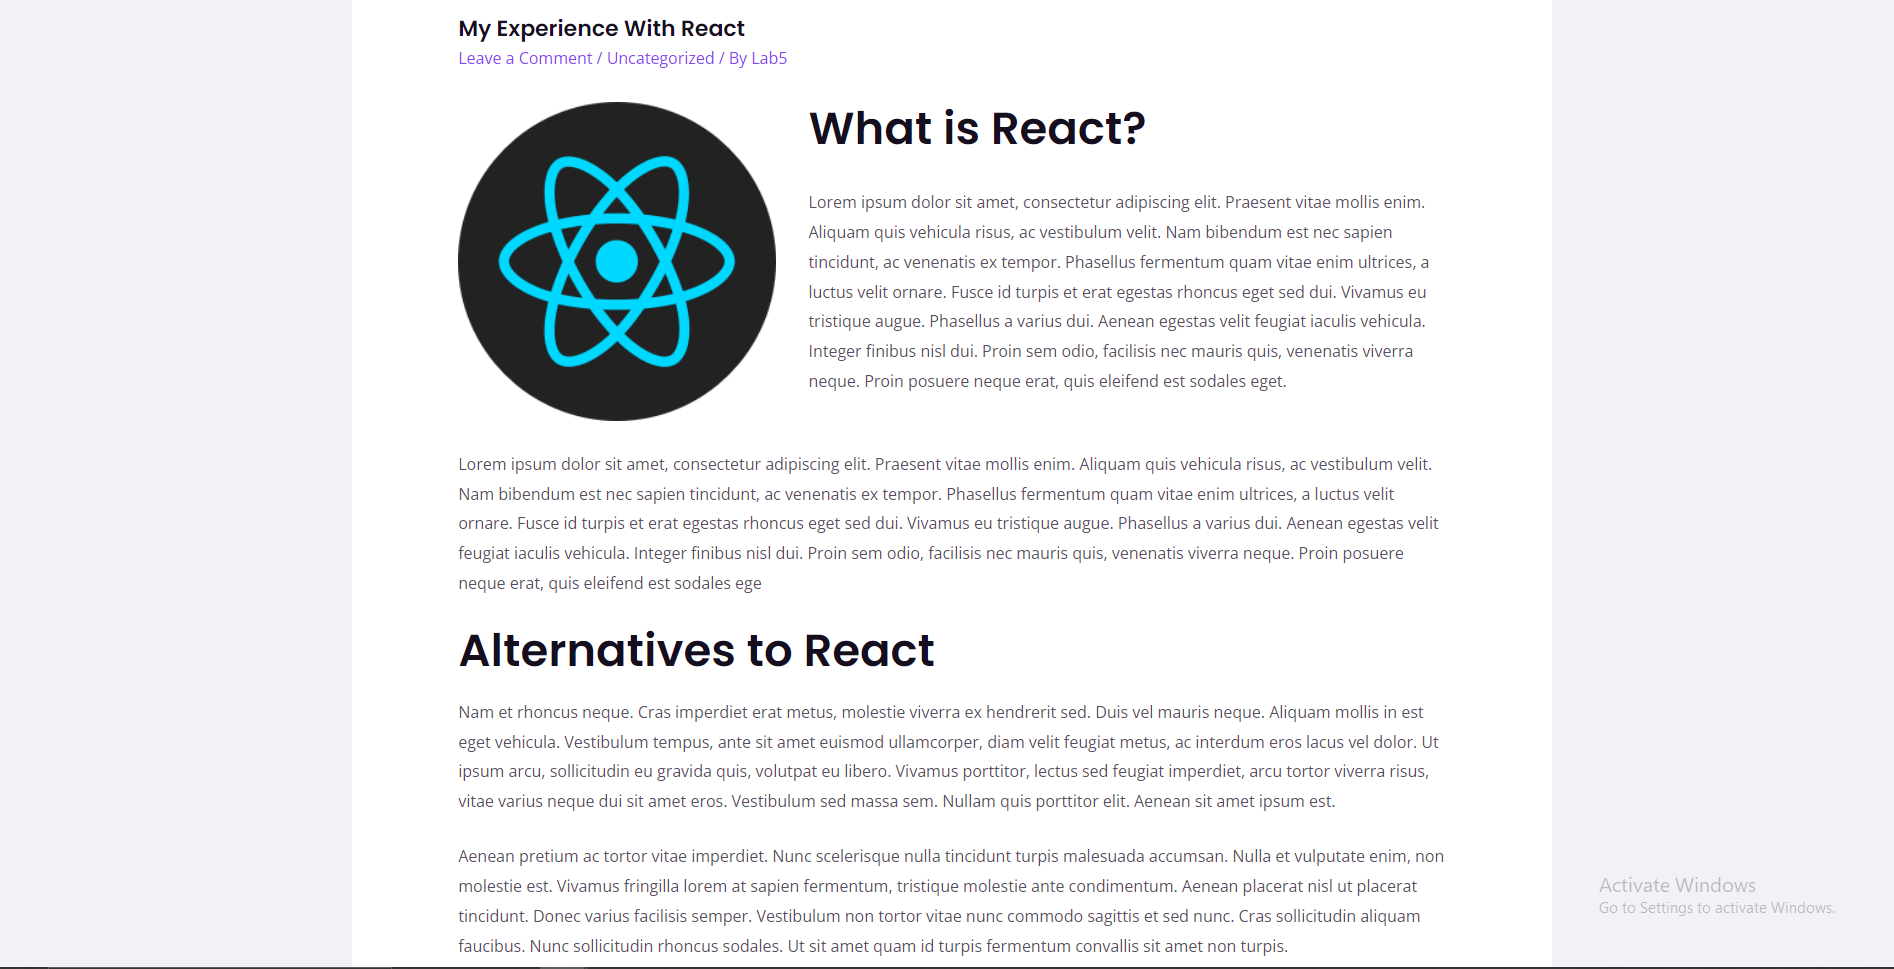 My Experience With React
Leave a Comment / Uncategorized / By Lab5
What is React?
Lorem ipsum dolor sit amet, consectetur adipiscing elit. Praesent vitae mollis enim.
Aliquam quis vehicula risus, ac vestibulum velit. Nam bibendum est nec sapien
tincidunt, ac venenatis ex tempor. Phasellus fermentum quam vitae enim ultrices, a
luctus velit ornare. Fusce id turpis et erat egestas rhoncus eget sed dui. Vivamus eu
tristique augue. Phasellus a varius dui. Aenean egestas velit feugiat iaculis vehicula.
Integer finibus nisl dui. Proin sem odio, facilisis nec mauris quis, venenatis viverra
neque. Proin posuere neque erat, quis eleifend est sodales eget.
Lorem ipsum dolor sit amet, consectetur adipiscing elit. Praesent vitae mollis enim. Aliquam quis vehicula risus, ac vestibulum velit.
Nam bibendum est nec sapien tincidunt, ac venenatis ex tempor. Phasellus fermentum quam vitae enim ultrices, a luctus velit
ornare. Fusce id turpis et erat egestas rhoncus eget sed dui. Vivamus eu tristique augue. Phasellus a varius dui. Aenean egestas velit
feugiat iaculis vehicula. Integer finibus nisl dui. Proin sem odio, facilisis nec mauris quis, venenatis viverra neque. Proin posuere
neque erat, quis eleifend est sodales ege
Alternatives to React
Nam et rhoncus neque. Cras imperdiet erat metus, molestie viverra ex hendrerit sed. Duis vel mauris neque. Aliquam mollis in est
eget vehicula. Vestibulum tempus, ante sit amet euismod ullamcorper, diam velit feugiat metus, ac interdum eros lacus vel dolor. Ut
ipsum arcu, sollicitudin eu gravida quis, volutpat eu libero. Vivamus porttitor, lectus sed feugiat imperdiet, arcu tortor viverra risus,
vitae varius neque dui sit amet eros. Vestibulum sed massa sem. Nullam quis porttitor elit. Aenean sit amet ipsum est.
Aenean pretium ac tortor vitae imperdiet. Nunc scelerisque nulla tincidunt turpis malesuada accumsan. Nulla et vulputate enim, non
molestie est. Vivamus fringilla lorem at sapien fermentum, tristique molestie ante condimentum. Aenean placerat nisl ut placerat
tincidunt. Donec varius facilisis semper. Vestibulum non tortor vitae nunc commodo sagittis et sed nunc. Cras sollicitudin aliquam
faucibus. Nunc sollicitudin rhoncus sodales. Ut sit amet quam id turpis fermentum convallis sit amet non turpis.
Activate Windows
Go to Settings to activate Windows.